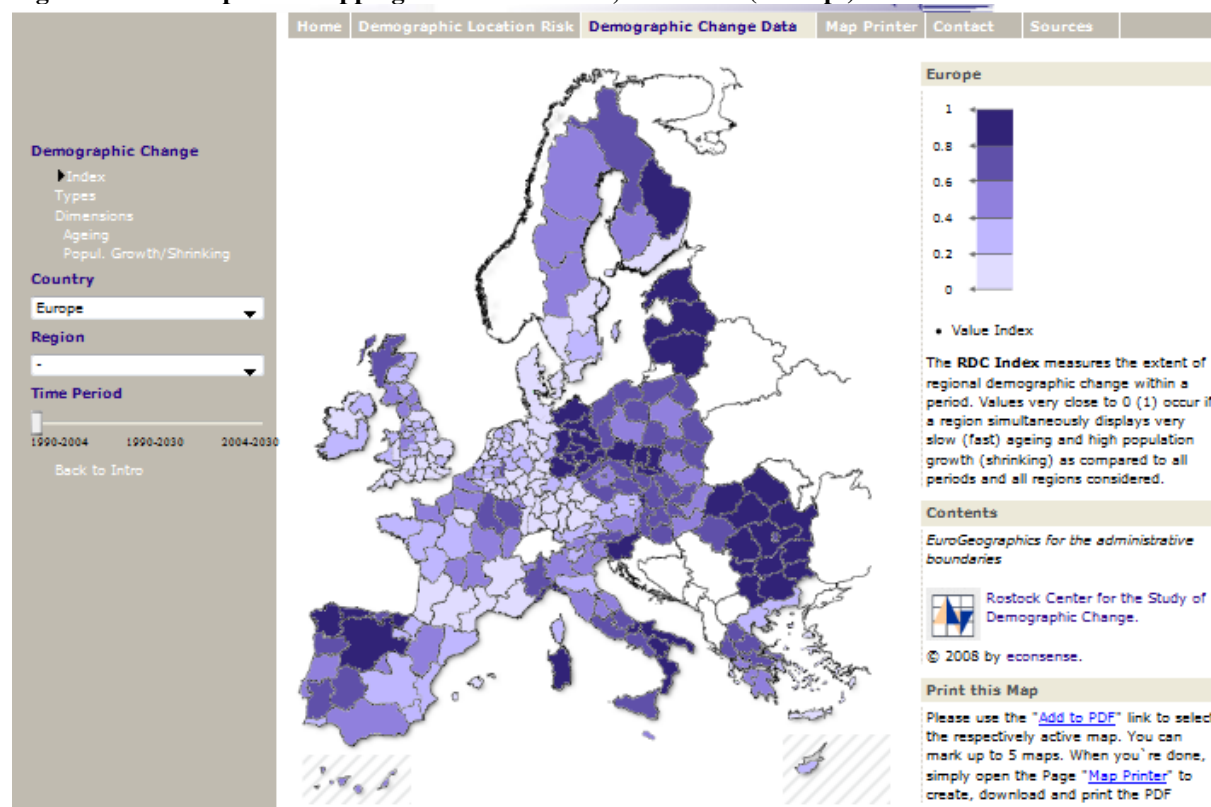 Home Demographic Location Risk Demographic Change Data Map Printer Contact Sources
Demographic Change
Index
Types
Dimensions
Ageing
Popul. Growth/Shrinking
Country
Europe
Region
-
Time Period
1990-2004 1990-2030 2004-2030
Back to Intro
Europe
1
0.8
0.6
0.4
0.2
0
• Value Index
The RDC Index measures the extent of
regional demographic change within a
period. Values very close to 0 (1) occur if
a region simultaneously displays very
slow (fast) ageing and high population
growth (shrinking) as compared to all
periods and all regions considered.
Contents
EuroGeographics for the administrative
boundaries
Rostock Center for the Study of
Demographic Change.
© 2008 by econsense.
Print this Map
Please use the "Add to PDF" link to select
the respectively active map. You can
mark up to 5 maps. When you`re done,
simply open the Page "Map Printer" to
create, download and print the PDF